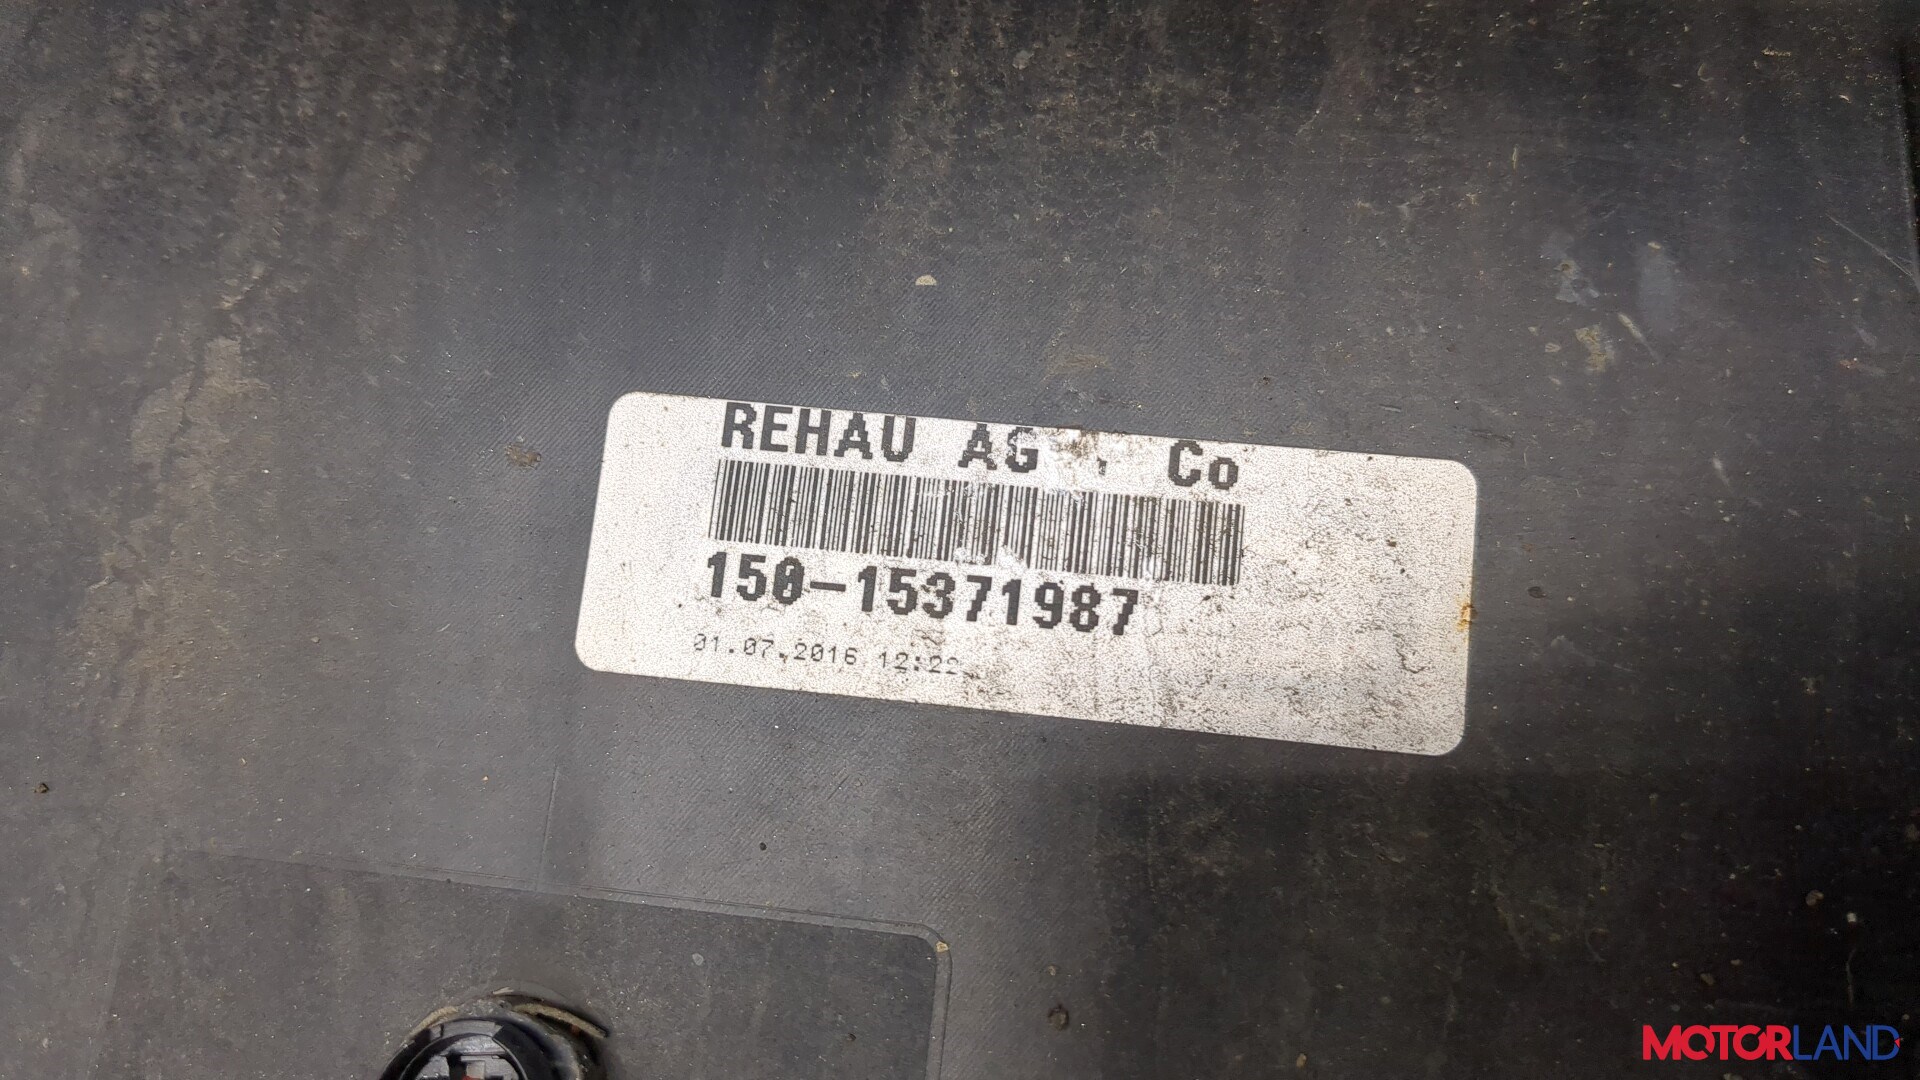 REHAU AG Co
150-15371987
01.07.2016 12:22
MOTORLAND